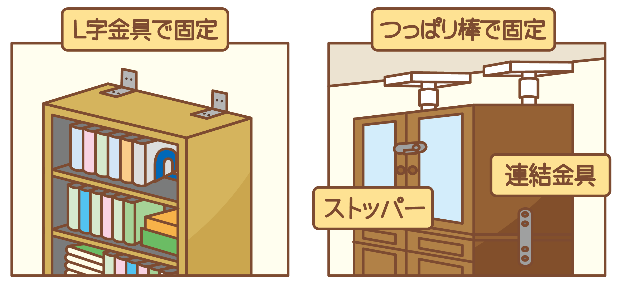 L字金具で固定
つっぱり棒で固定
連結金具
ストッパー